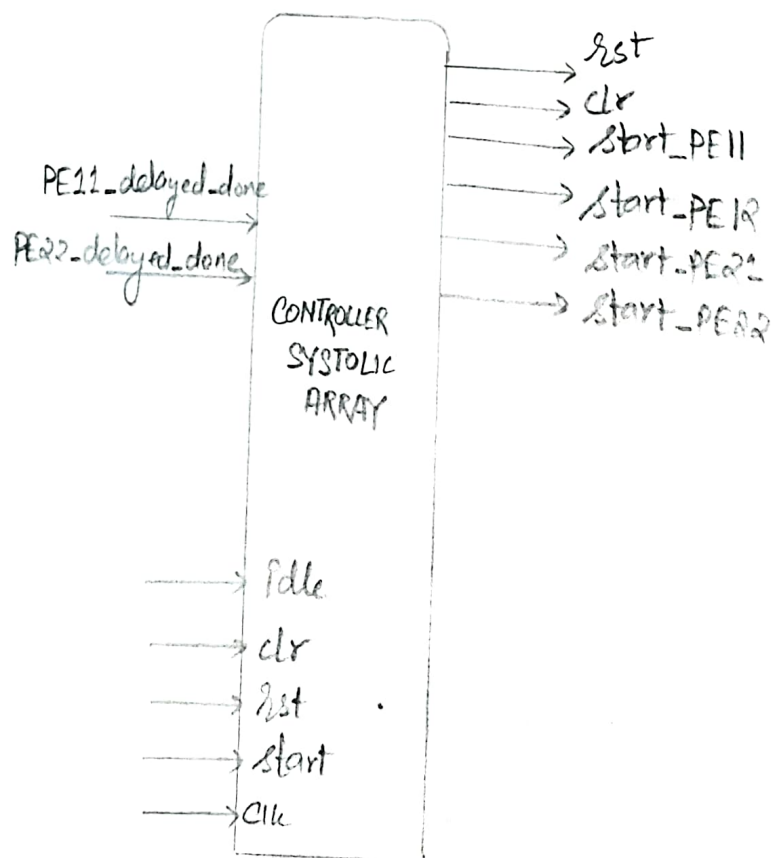 rst
clr
start_PE11
PE11_delayed_done
start_PE12
PE22_delayed_done
start_PE21
start_PE22
CONTROLLER
SYSTOLIC
ARRAY
idle
clr
rst
start
Clk